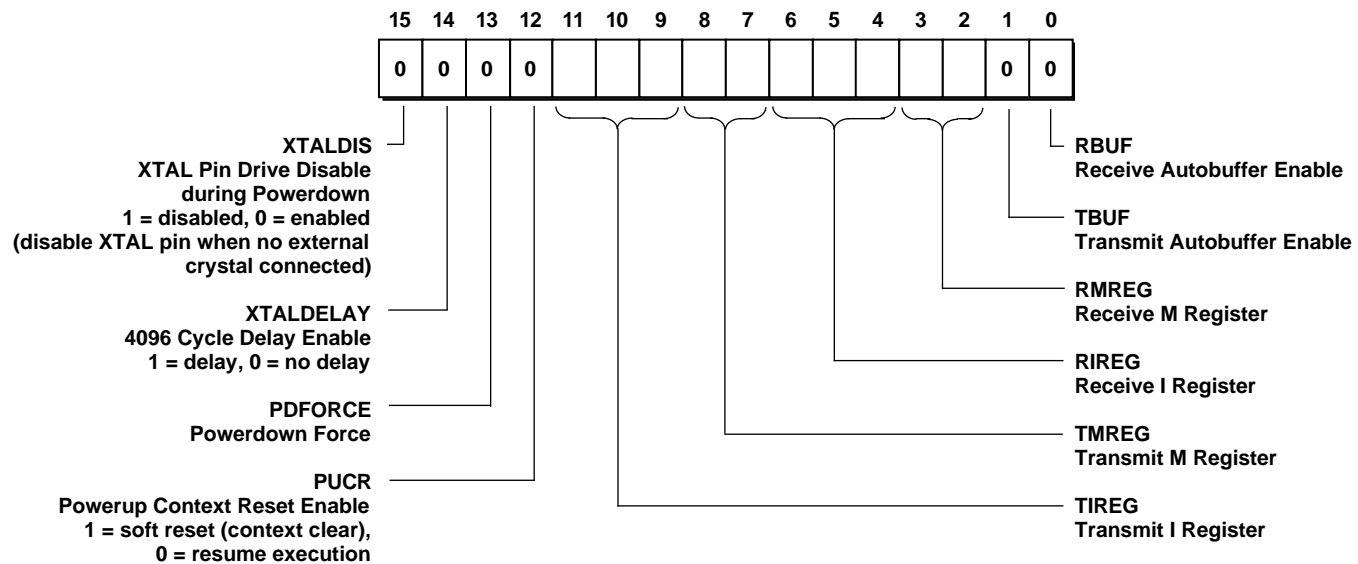 15 14 13 12 11 10 9 8 7 6 5 4 3 2 1 0
0 0 0 0 0 0
XTALDIS
XTAL Pin Drive Disable
during Powerdown
1 = disabled, 0 = enabled
(disable XTAL pin when no external
crystal connected)
XTALDELAY
4096 Cycle Delay Enable
1 = delay, 0 = no delay
PDFORCE
Powerdown Force
PUCR
Powerup Context Reset Enable
1 = soft reset (context clear),
0 = resume execution
RBUF
Receive Autobuffer Enable
TBUF
Transmit Autobuffer Enable
RMREG
Receive M Register
RIREG
Receive I Register
TMREG
Transmit M Register
TIREG
Transmit I Register